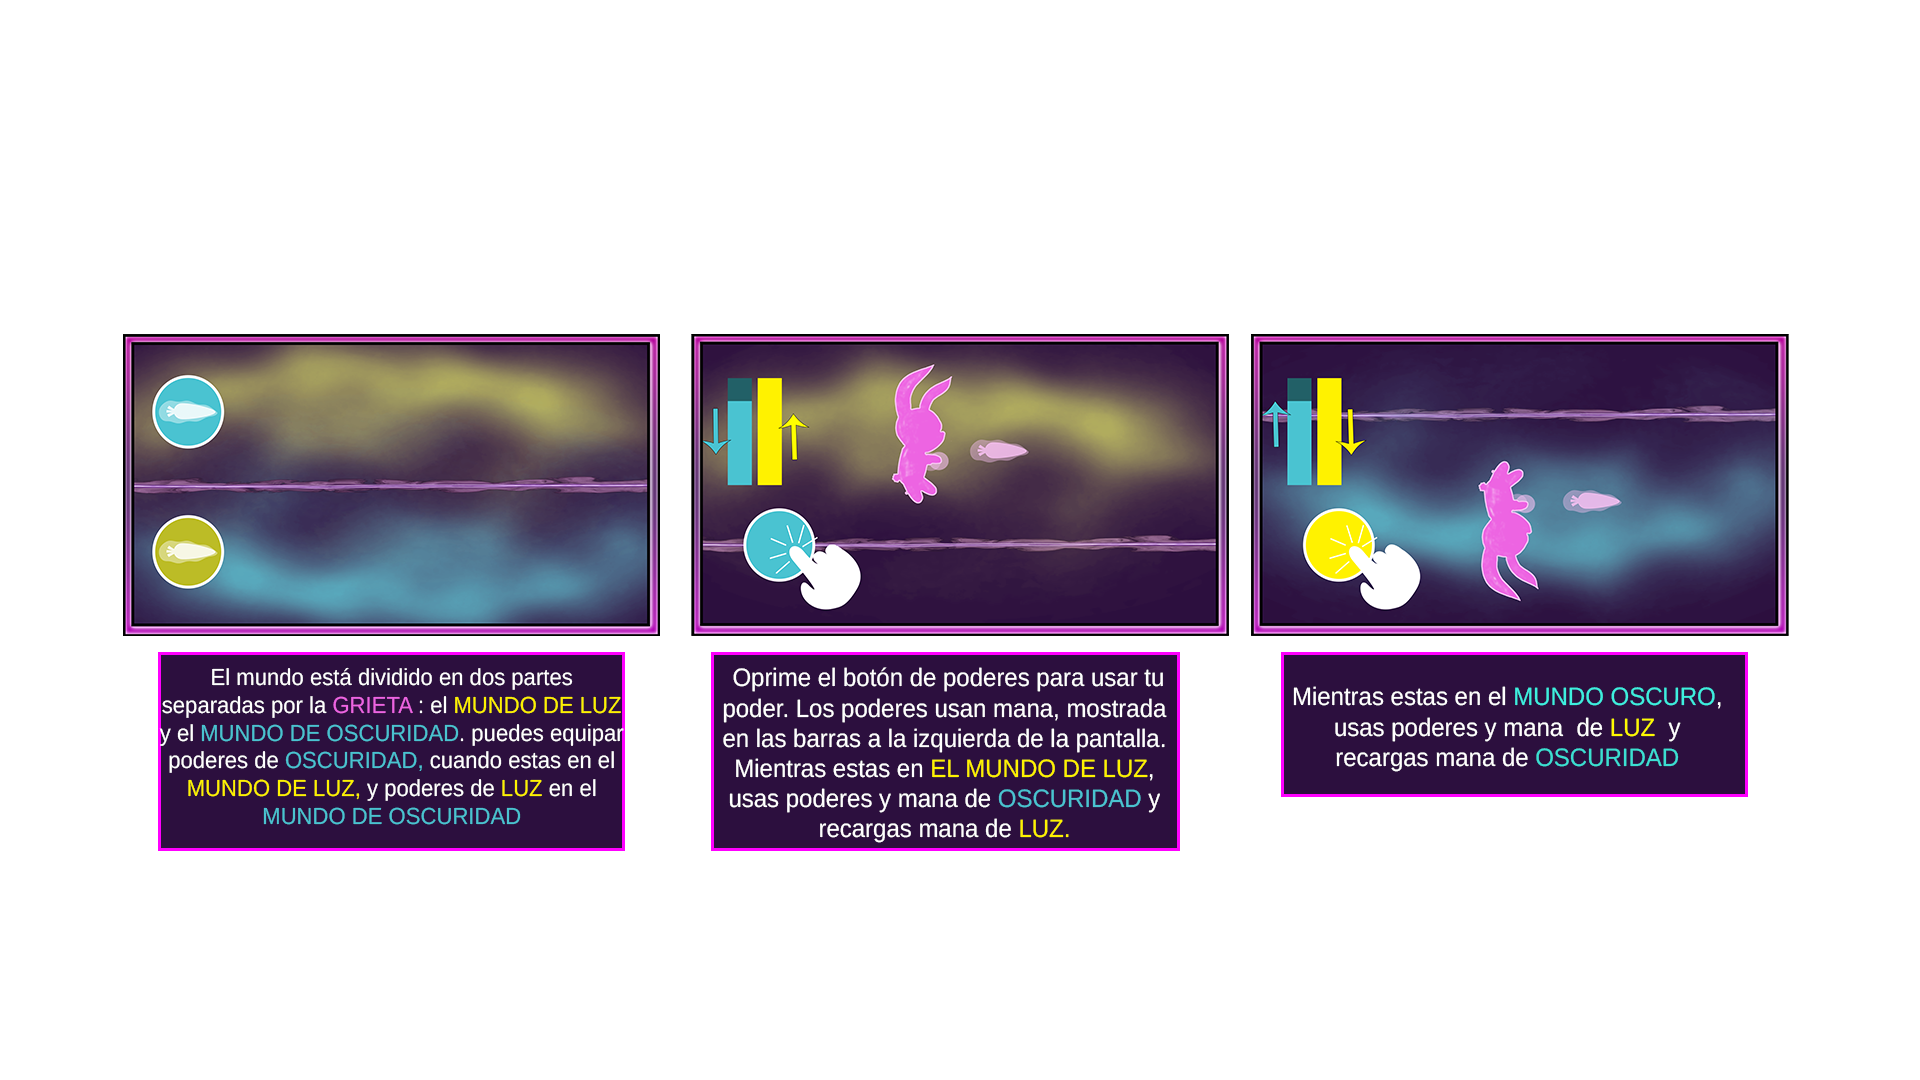 El mundo está dividido en dos partes
separadas por la GRIETA : el MUNDO DE LUZ
y el MUNDO DE OSCURIDAD. puedes equipar
poderes de OSCURIDAD, cuando estas en el
MUNDO DE LUZ, y poderes de LUZ en el
MUNDO DE OSCURIDAD
Oprime el botón de poderes para usar tu
poder. Los poderes usan mana, mostrada
en las barras a la izquierda de la pantalla.
Mientras estas en EL MUNDO DE LUZ,
usas poderes y mana de OSCURIDAD y
recargas mana de LUZ.
Mientras estas en el MUNDO OSCURO,
usas poderes y mana  de LUZ  y
recargas mana de OSCURIDAD